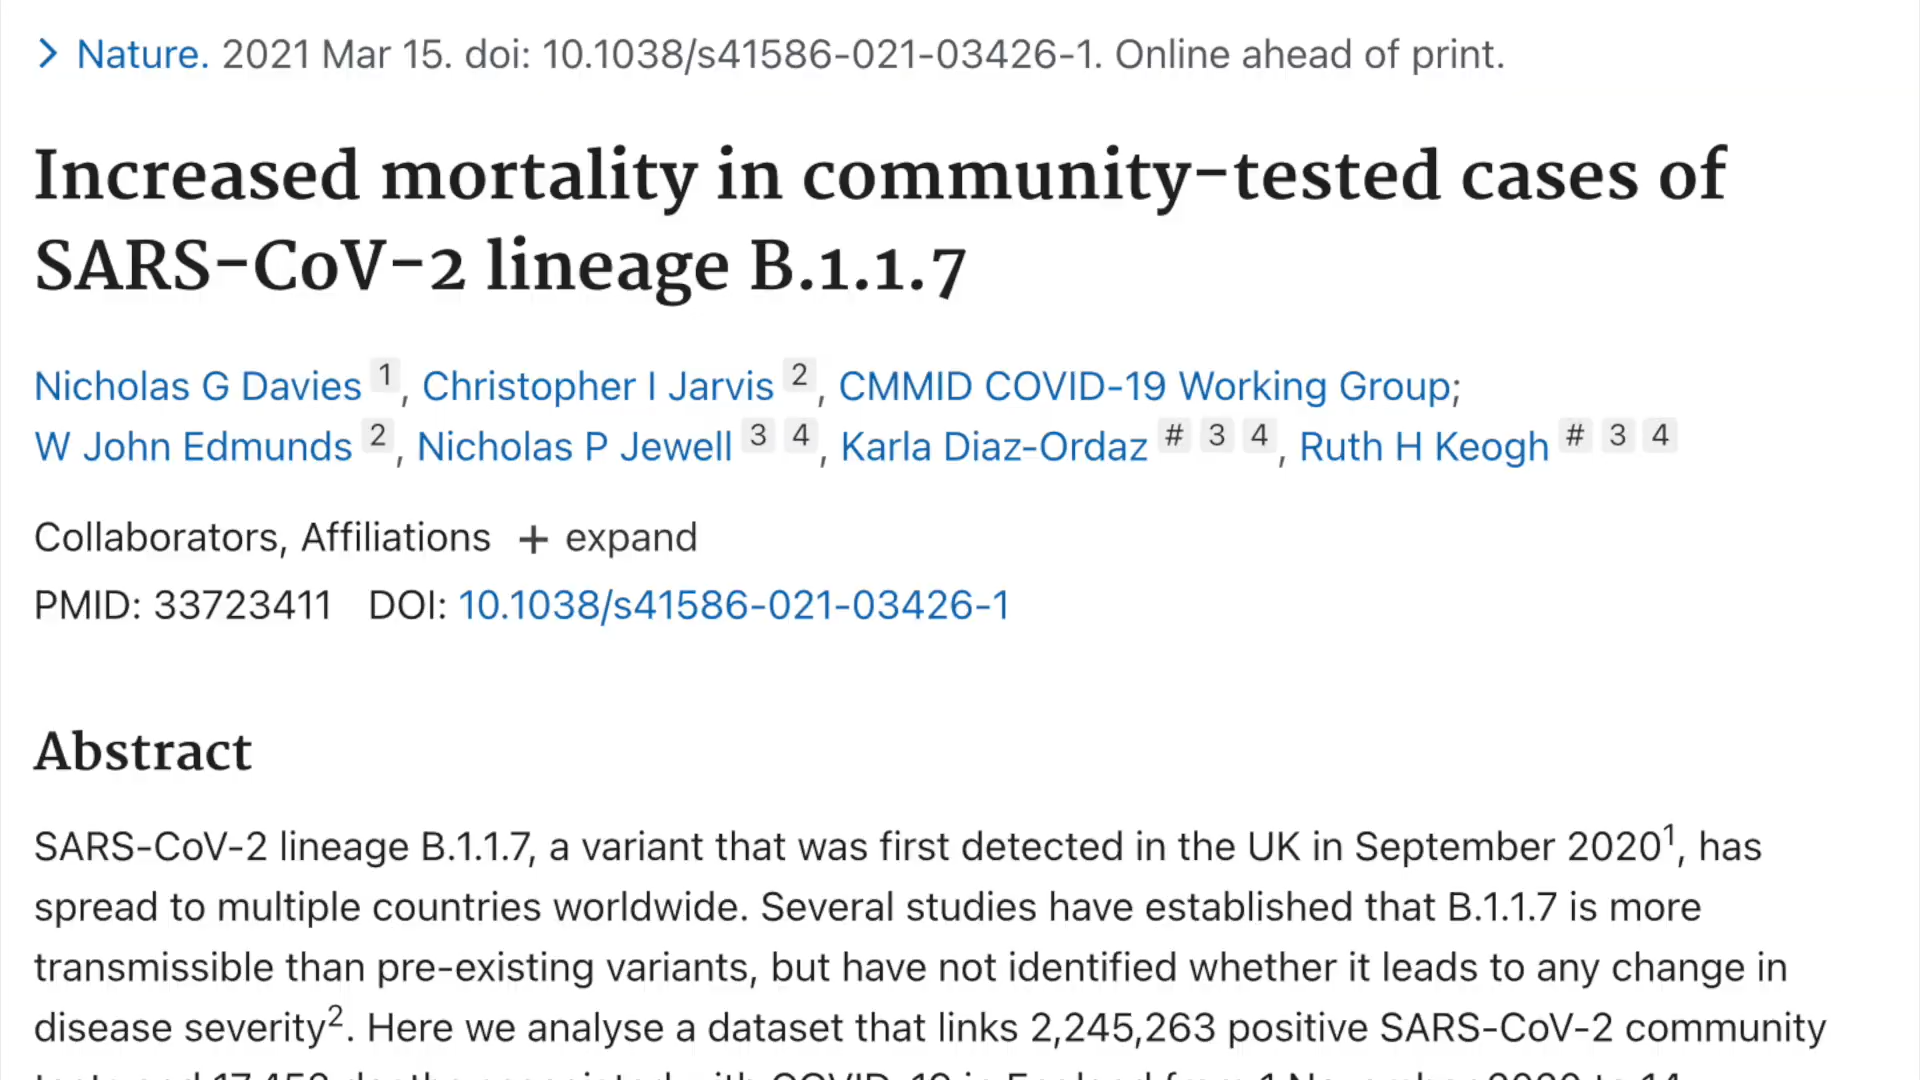 > Nature. 2021 Mar 15. doi: 10.1038/s41586-021-03426-1. Online ahead of print.
Increased mortality in community-tested cases of
SARS-CoV-2 lineage B.1.1.7
Nicholas G Davies 1, Christopher I Jarvis 2, CMMID COVID-19 Working Group;
W John Edmunds 2, Nicholas P Jewell 3 4, Karla Diaz-Ordaz # 3 4, Ruth H Keogh # 3 4
Collaborators, Affiliations + expand
PMID: 33723411 DOI: 10.1038/s41586-021-03426-1
Abstract
SARS-CoV-2 lineage B.1.1.7, a variant that was first detected in the UK in September 2020¹, has
spread to multiple countries worldwide. Several studies have established that B.1.1.7 is more
transmissible than pre-existing variants, but have not identified whether it leads to any change in
disease severity². Here we analyse a dataset that links 2,245,263 positive SARS-CoV-2 community